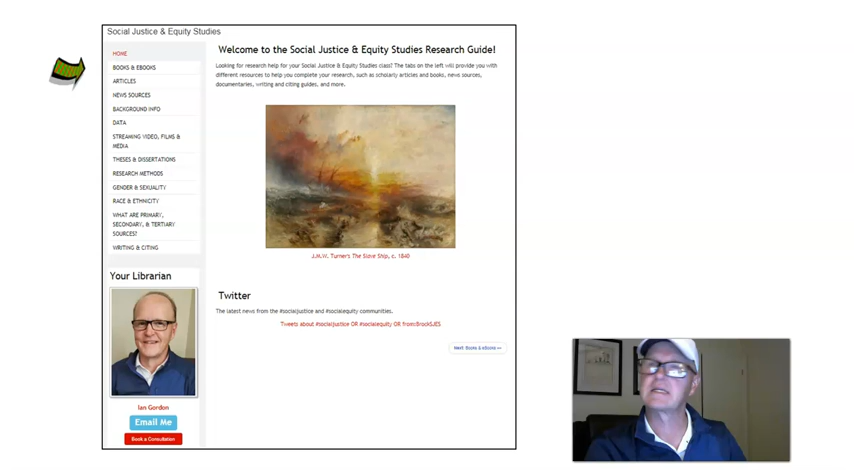 Social Justice & Equity Studies
HOME
BOOKS & EBOOKS
ARTICLES
NEWS SOURCES
BACKGROUND INFO
DATA
STREAMING VIDEO, FILMS &
MEDIA
THESES & DISSERTATIONS
RESEARCH METHODS
GENDER & SEXUALITY
RACE & ETHNICITY
WHAT ARE PRIMARY,
SECONDARY, & TERTIARY
SOURCES?
WRITING & CITING
Your Librarian
Ian Gordon
Email Me
Book a Consultation
Welcome to the Social Justice & Equity Studies Research Guide!
Looking for research help for your Social Justice & Equity Studies class? The tabs on the left will provide you with
different resources to help you complete your research, such as scholarly articles and books, news sources,
documentaries, writing and citing guides, and more.
J.M.W. Turner's The Slave Ship, c. 1840
Twitter
The latest news from the #socialjustice and #socialequity communities.
Tweets about #socialjustice OR #socialequity OR from:BrockSJES
Next: Books & eBooks >>